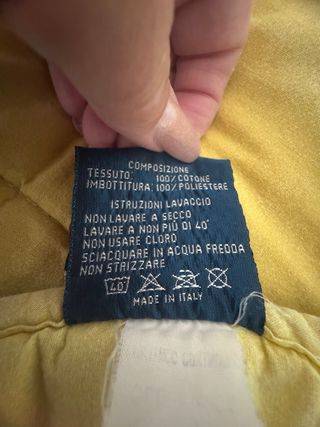 COMPOSIZIONE
TESSUTO: 100/COTONE
IMBOTTITURA: 100/POLIESTERE
ISTRUZIONI LAVAGGIO
NON LAVARE A SECCO
LAVARE A NON PIU DI 40°
NON USARE CLORO
SCIACQUARE IN ACQUA FREDDA
NON STRIZZARE
40°
MADE IN ITALY